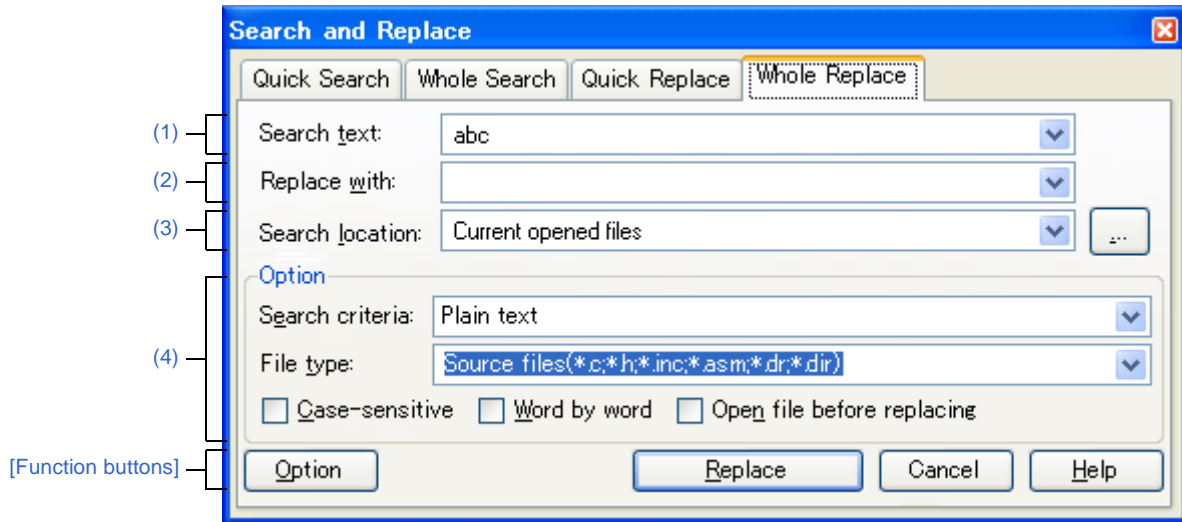 Search and Replace
Quick Search Whole Search Quick Replace Whole Replace
(1) Search text: abc
(2) Replace with:
(3) Search location: Current opened files ...
Option
Search criteria: Plain text
(4) File type: Source files(*.c;*.h;*.inc;*.asm;*.dr;*.dir)
Case-sensitive Word by word Open file before replacing
[Function buttons] Option Replace Cancel Help